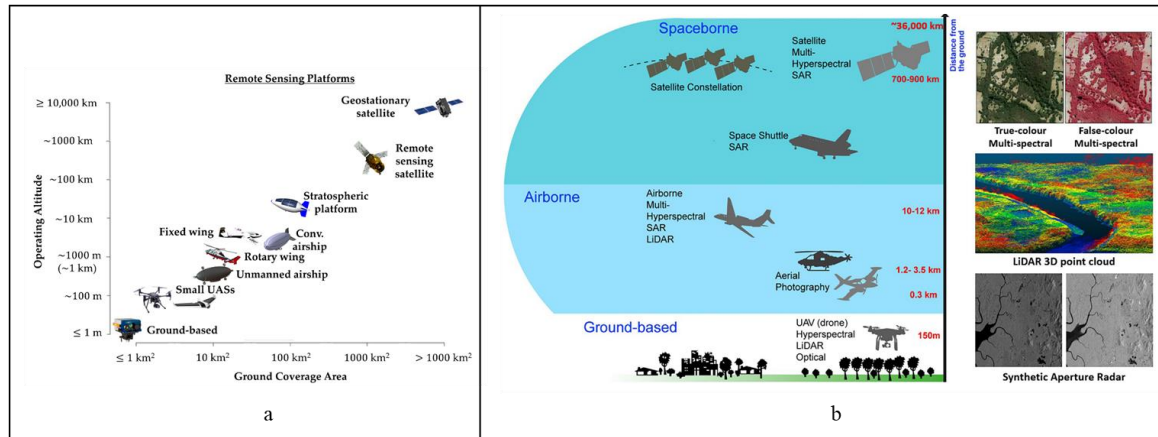 Remote Sensing Platforms
Operating Altitude
≥ 10,000 km
~1000 km
~100 km
~10 km
~1000 m
(~1 km)
~100 m
≤ 1 m
Geostationary
satellite
Remote
sensing
satellite
Stratospheric
platform
Fixed wing
Conv.
airship
Rotary wing
Unmanned airship
Small UASs
Ground-based
≤ 1 km²
10 km²
100 km²
1000 km²
> 1000 km²
Ground Coverage Area
a
Spaceborne
~36,000 km
Distance from
the ground
Satellite
Multi-
Hyperspectral
SAR
700-900 km
Satellite Constellation
Space Shuttle
SAR
Airborne
Airborne
Multi-
Hyperspectral
SAR
LiDAR
10-12 km
1.2- 3.5 km
Aerial
Photography
0.3 km
Ground-based
UAV (drone)
Hyperspectral
LiDAR
Optical
150m
b
True-colour
Multi-spectral
False-colour
Multi-spectral
LiDAR 3D point cloud
Synthetic Aperture Radar